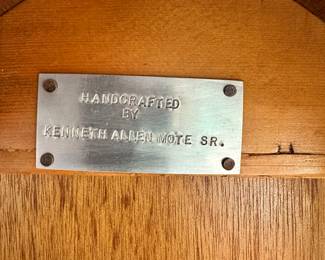 HANDCRAFTED
BY
KENNETH ALLEN MOTE SR.